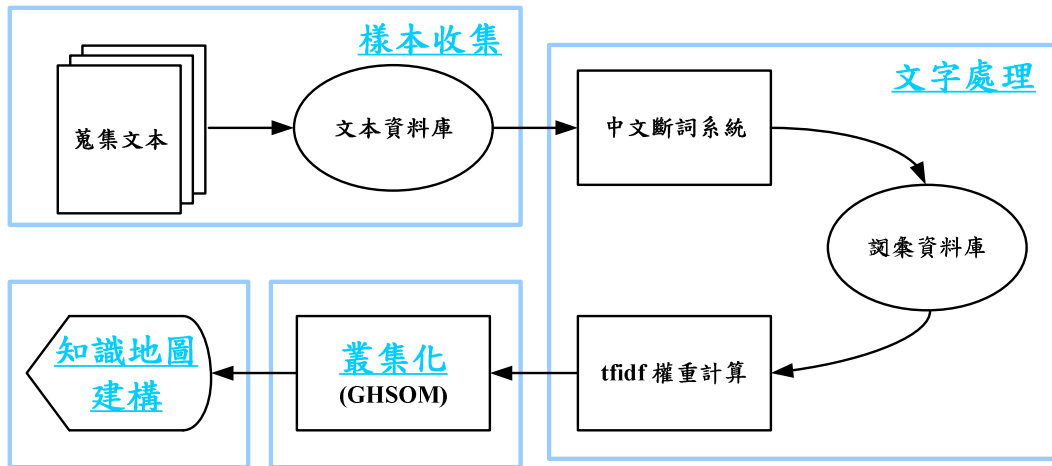 樣本收集
蒐集文本
文本資料庫
文字處理
中文斷詞系統
詞彙資料庫
tfidf 權重計算
叢集化
(GHSOM)
知識地圖
建構